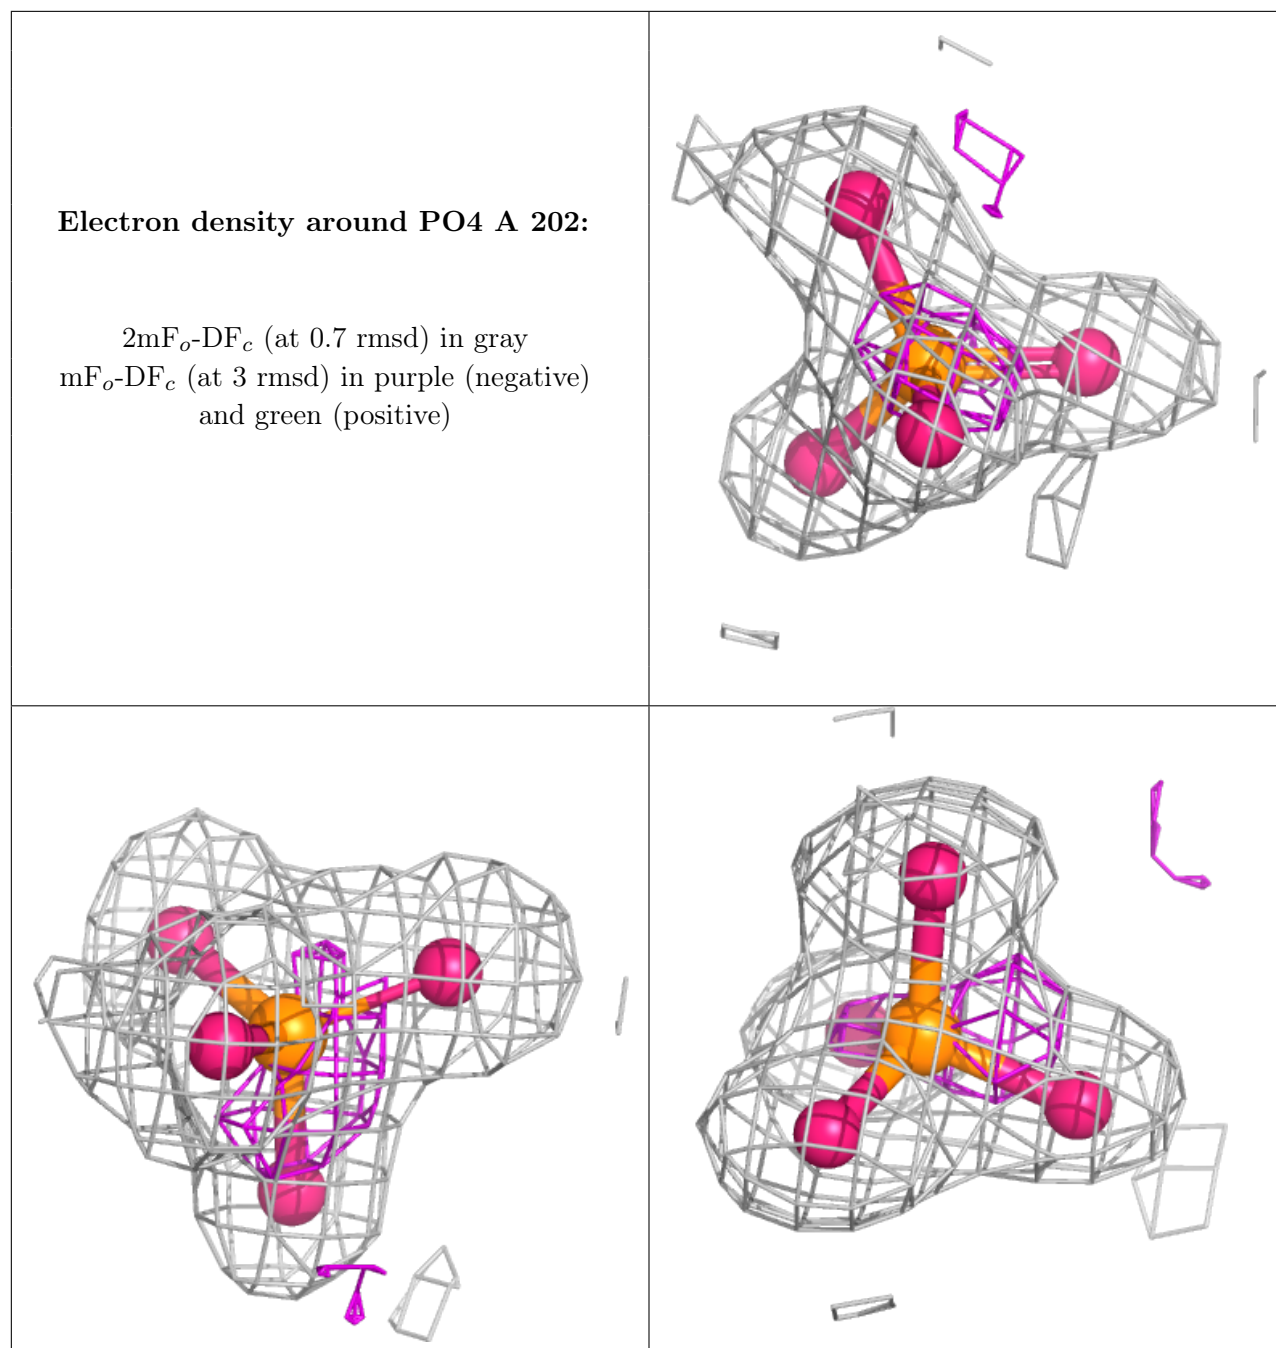 Electron density around PO4 A 202:
2mFo-DFc (at 0.7 rmsd) in gray
mFo-DFc (at 3 rmsd) in purple (negative)
and green (positive)